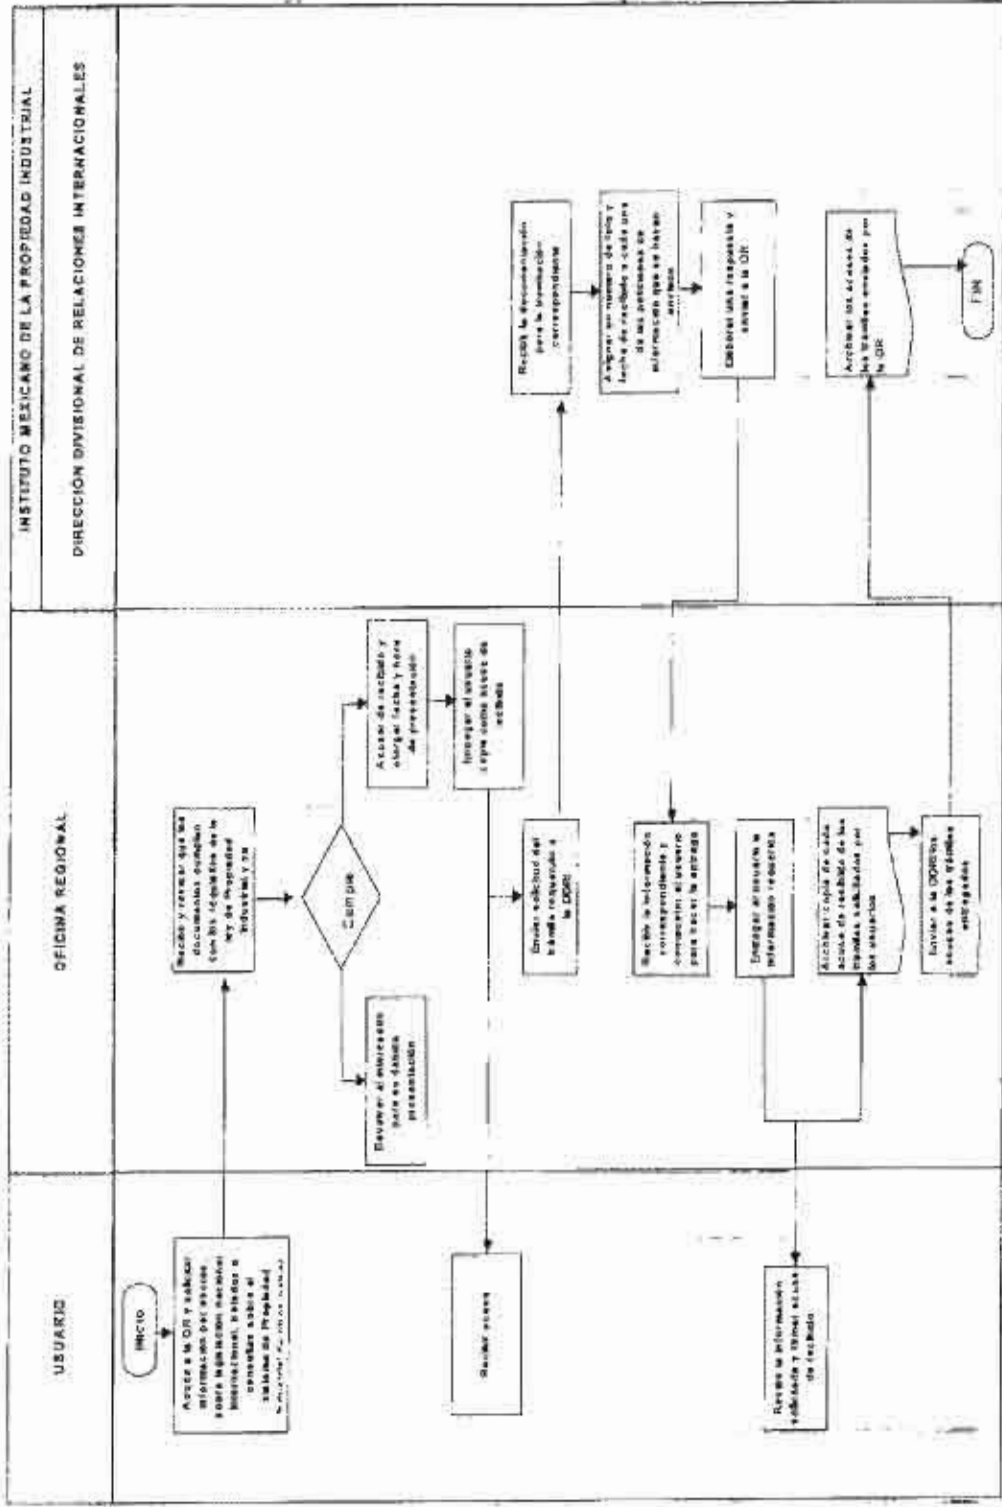 INSTITUTO MEXICANO DE LA PROPIEDAD INDUSTRIAL
USUARIO
OFICINA REGIONAL
DIRECCIÓN DIVISIONAL DE RELACIONES INTERNACIONALES
INICIO
Acude a la OR y solicitar
información por escrito
sobre legislación nacional
internacional, tratados o
consultas sobre el
sistema de Propiedad
Recibe y revisar que los
documentos cumplan
con los requisitos de la
ley de Propiedad
Industrial y su
Cumple
Devolver al interesado
para su debida
presentación
Acusar de recibido y
otorgar fecha y hora
de presentación
Entregar al usuario
copia como acuse de
recibido
Recibir acuse
Enviar solicitud del
trámite requerido a
la DDRI
Recibir la documentación
para la tramitación
correspondiente
Asignar un número de folio y
fecha de recibido a cada una
de las peticiones de
información que se hayan
enviado
Elaborar una respuesta y
enviar a la OR
Recibir la información
correspondiente y
comunicar al usuario
para hacer la entrega
Entregar al usuario la
información requerida
Recibe la información
solicitada y firmar acuse
de recibido
Archivar copia de cada
acuse de recibido de los
trámites solicitados por
los usuarios
Enviar a la DDRI los
acuses de los trámites
entregados
Archivar los acuses de
los trámites enviados por
la OR
FIN